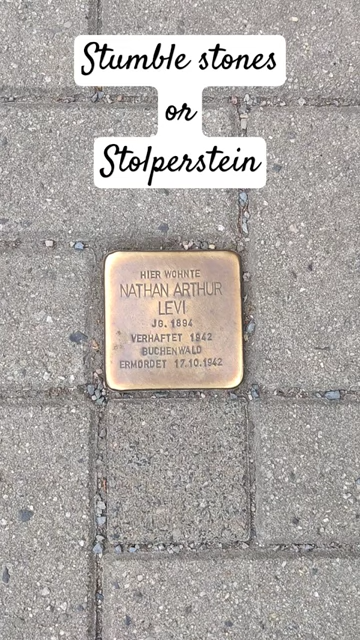 Stumble stones
or
Stolperstein
HIER WOHNTE
NATHAN ARTHUR
LEVI
JG. 1894
VERHAFTET 1942
BUCHENWALD
ERMORDET 17.10.1942